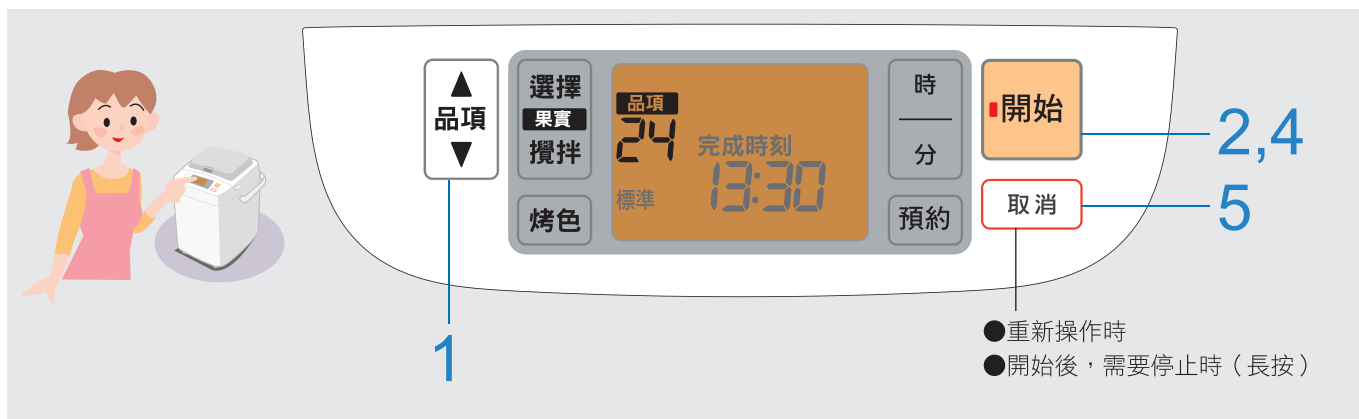 ▲
品項
▼
選擇
果實
攪拌
烤色
品項
24
完成時刻
13:30
標準
時
分
預約
開始
取消
1
2,4
5
●重新操作時
●開始後，需要停止時（長按）